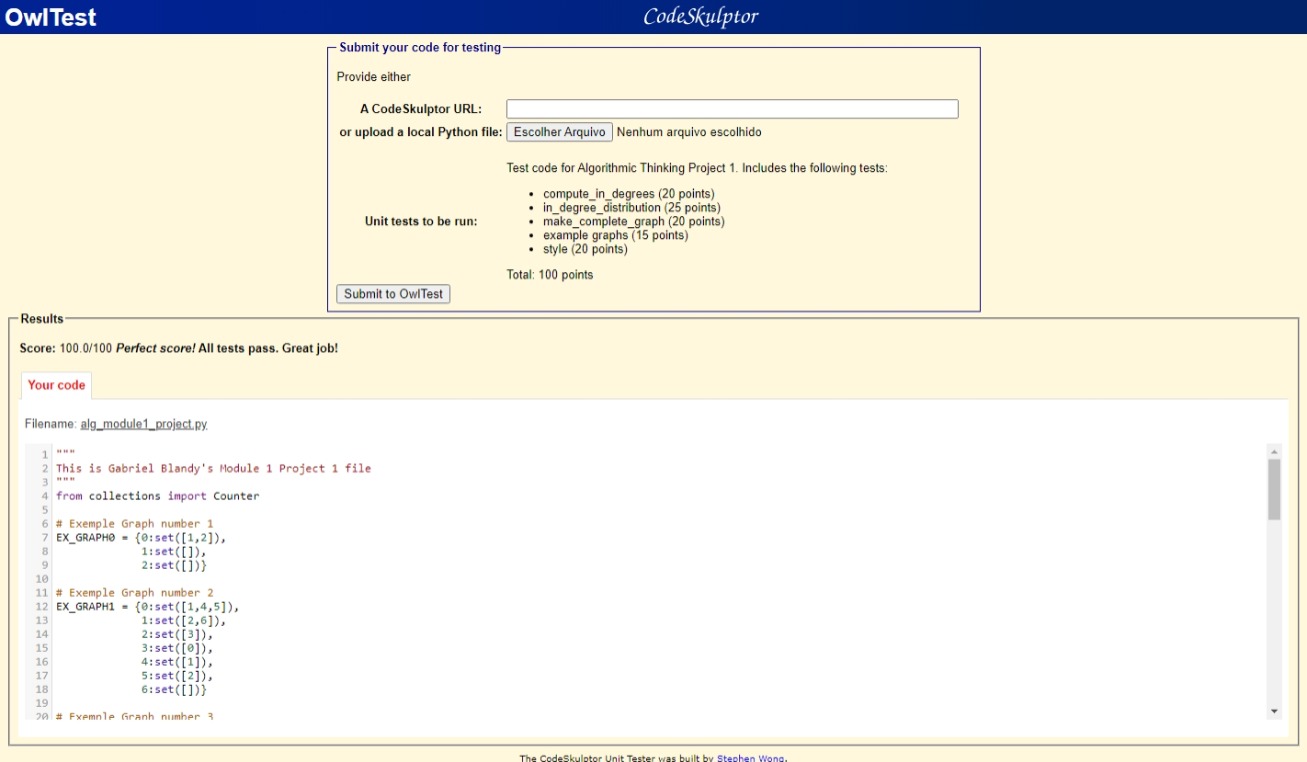 OwlTest
CodeSkulptor
Submit your code for testing
Provide either
A CodeSkulptor URL:
or upload a local Python file: Escolher Arquivo Nenhum arquivo escolhido
Test code for Algorithmic Thinking Project 1. Includes the following tests:
Unit tests to be run:
• compute_in_degrees (20 points)
• in_degree_distribution (25 points)
• make_complete_graph (20 points)
• example graphs (15 points)
• style (20 points)
Total: 100 points
Submit to OwlTest
Results
Score: 100.0/100 Perfect score! All tests pass. Great job!
Your code
Filename: alg_module1_project.py
1 """
2 This is Gabriel Blandy's Module 1 Project 1 file
3 """
4 from collections import Counter
5
6 # Exemple Graph number 1
7 EX_GRAPH0 = {0:set([1,2]),
8 1:set([]),
9 2:set([])}
10
11 # Exemple Graph number 2
12 EX_GRAPH1 = {0:set([1,4,5]),
13 1:set([2,6]),
14 2:set([3]),
15 3:set([0]),
16 4:set([1]),
17 5:set([2]),
18 6:set([])}
19
20 # Exemple Graph number 3
The CodeSkulptor Unit Tester was built by Stephen Wong.